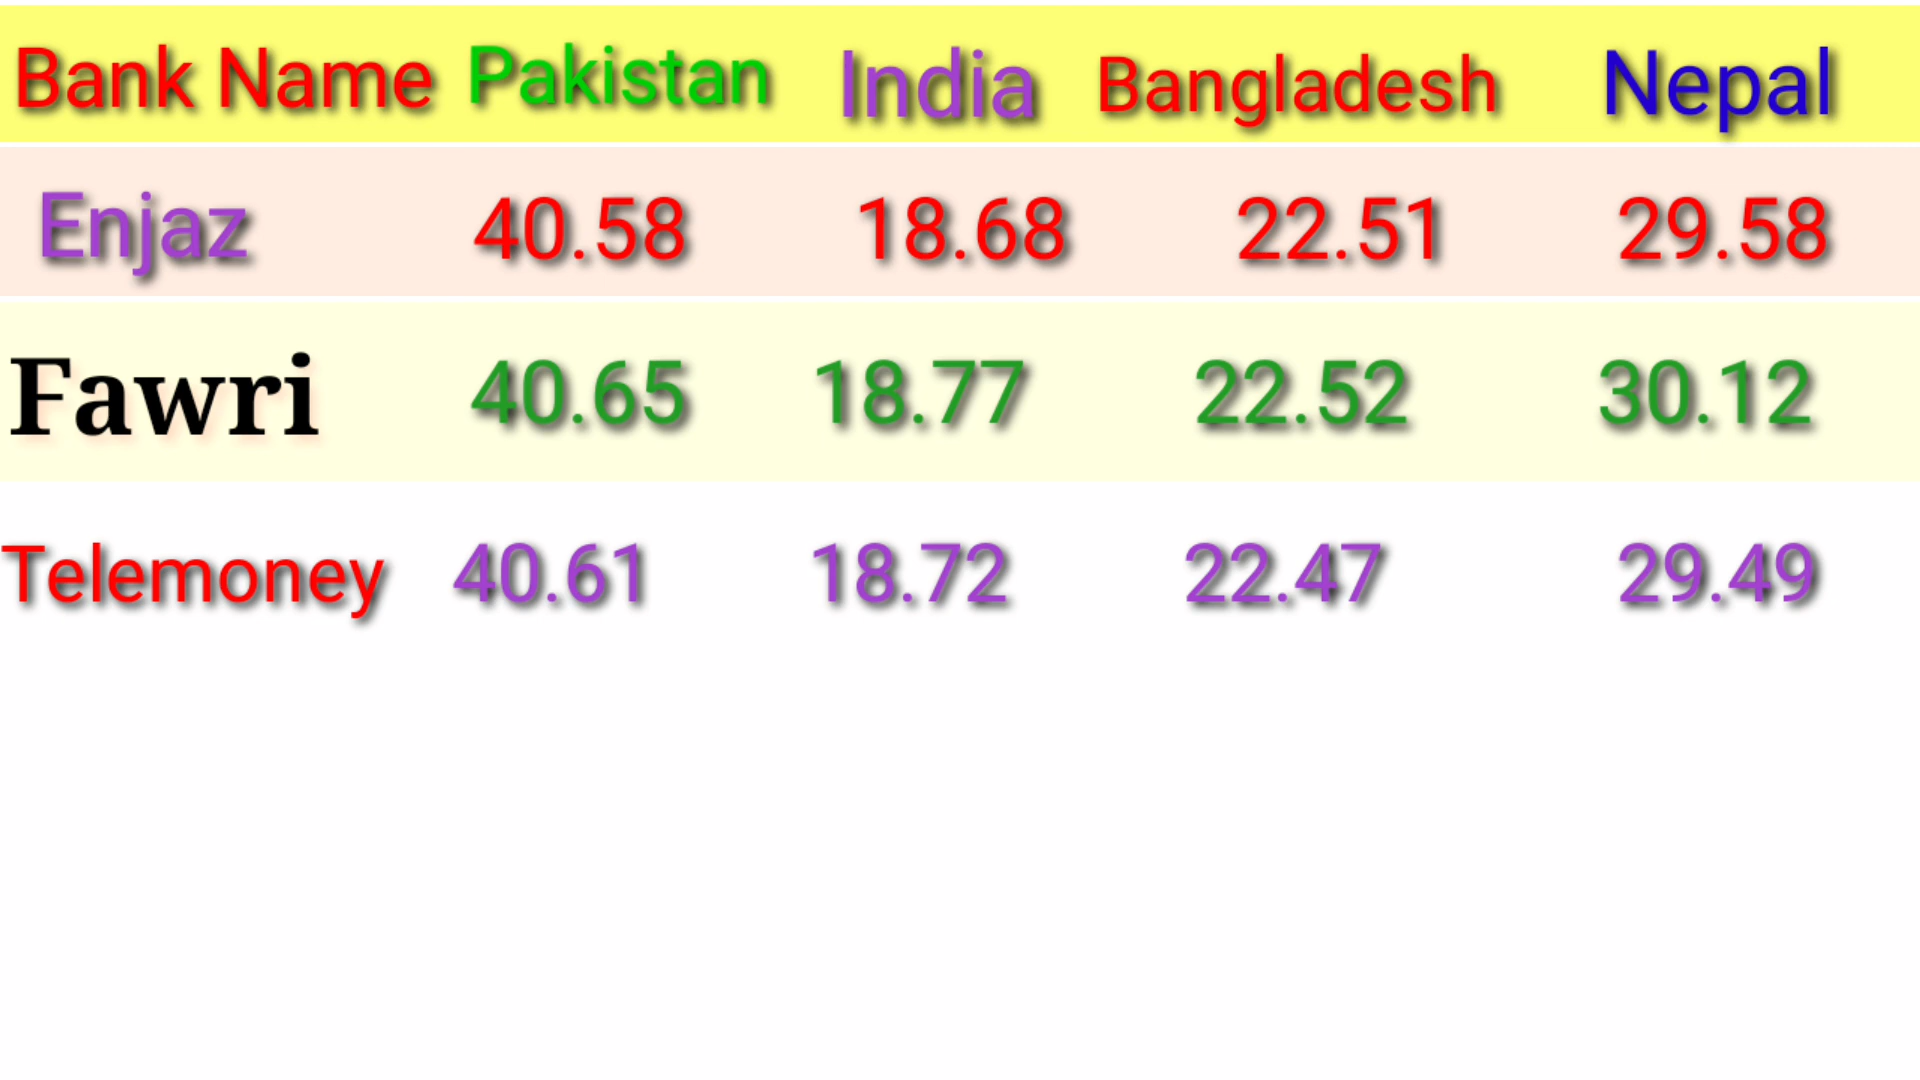 Bank Name Pakistan India Bangladesh Nepal
Enjaz 40.58 18.68 22.51 29.58
Fawri 40.65 18.77 22.52 30.12
Telemoney 40.61 18.72 22.47 29.49